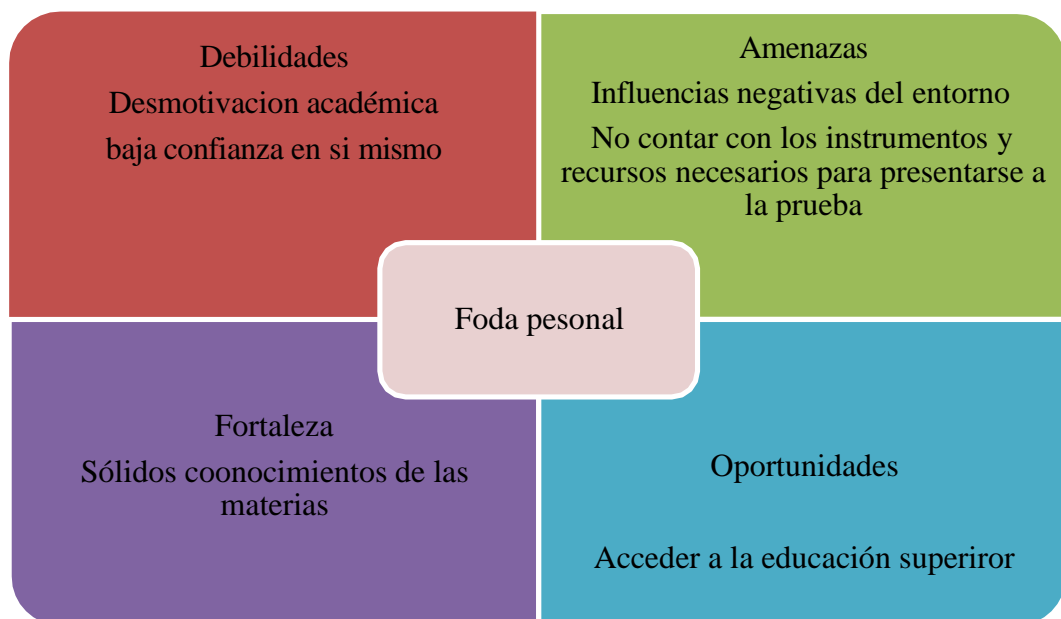 Debilidades
Desmotivacion académica
baja confianza en si mismo
Amenazas
Influencias negativas del entorno
No contar con los instrumentos y
recursos necesarios para presentarse a
la prueba
Foda pesonal
Fortaleza
Sólidos coonocimientos de las
materias
Oportunidades
Acceder a la educación superiror